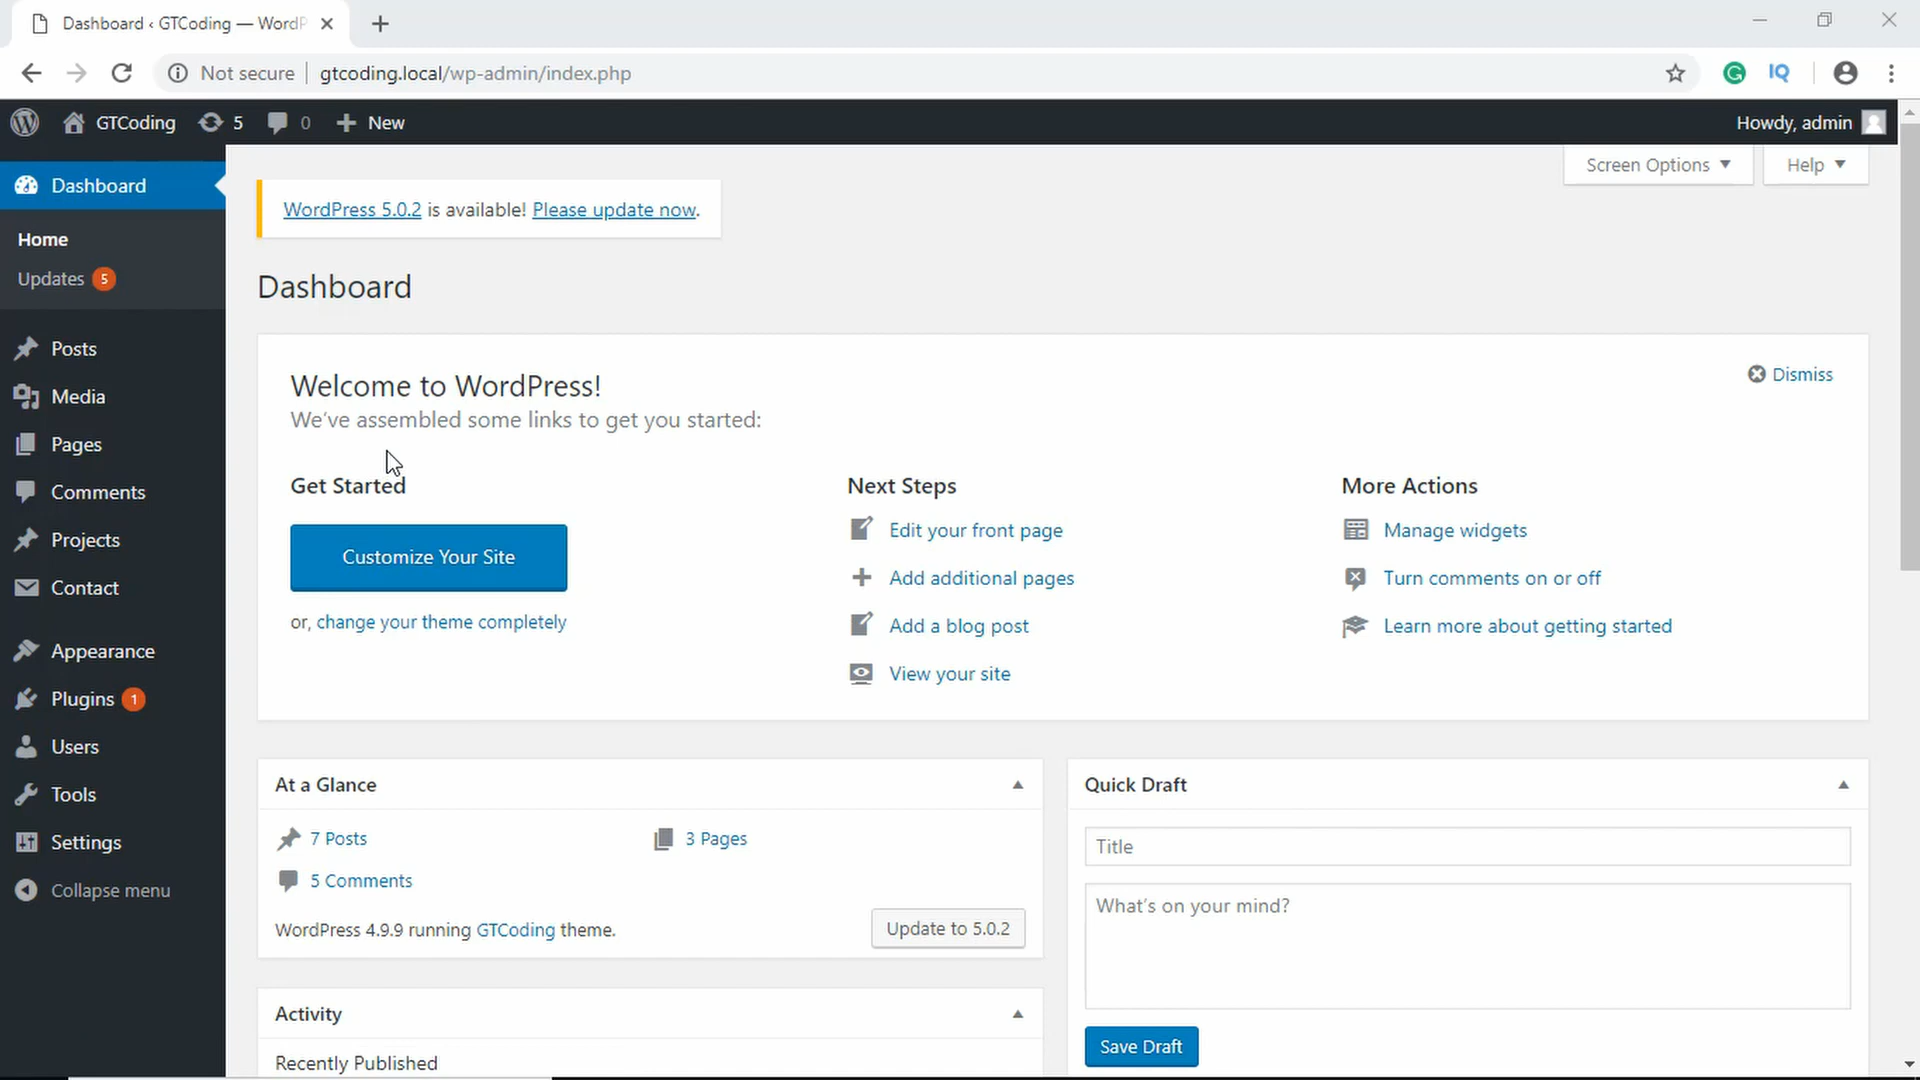 Dashboard ‹ GTCoding — WordP
Not secure gtcoding.local/wp-admin/index.php
GTCoding 5 0 New Howdy, admin
Screen Options Help
Dashboard
Home
Updates 5
Posts
Media
Pages
Comments
Projects
Contact
Appearance
Plugins 1
Users
Tools
Settings
Collapse menu
WordPress 5.0.2 is available! Please update now.
Dashboard
Welcome to WordPress!
We've assembled some links to get you started:
Dismiss
Get Started
Customize Your Site
or, change your theme completely
Next Steps
Edit your front page
Add additional pages
Add a blog post
View your site
More Actions
Manage widgets
Turn comments on or off
Learn more about getting started
At a Glance
7 Posts 3 Pages
5 Comments
WordPress 4.9.9 running GTCoding theme.
Update to 5.0.2
Activity
Recently Published
Quick Draft
Title
What's on your mind?
Save Draft